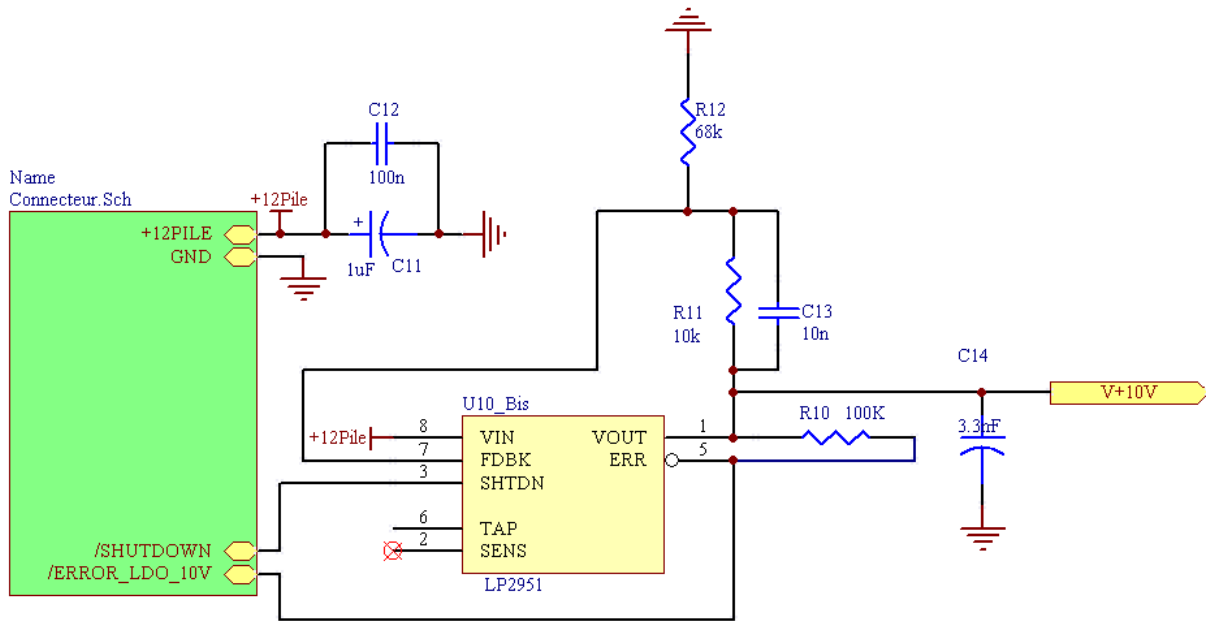 R12
68k
C12
100n
Name
Connecteur.Sch
+12Pile
+12PILE
GND
+
1uF
C11
R11
10k
C13
10n
C14
V+10V
3.3nF
U10_Bis
R10 100K
+12Pile
8
VIN
VOUT
1
7
FDBK
ERR
5
3
SHTDN
6
TAP
2
SENS
LP2951
/SHUTDOWN
/ERROR_LDO_10V